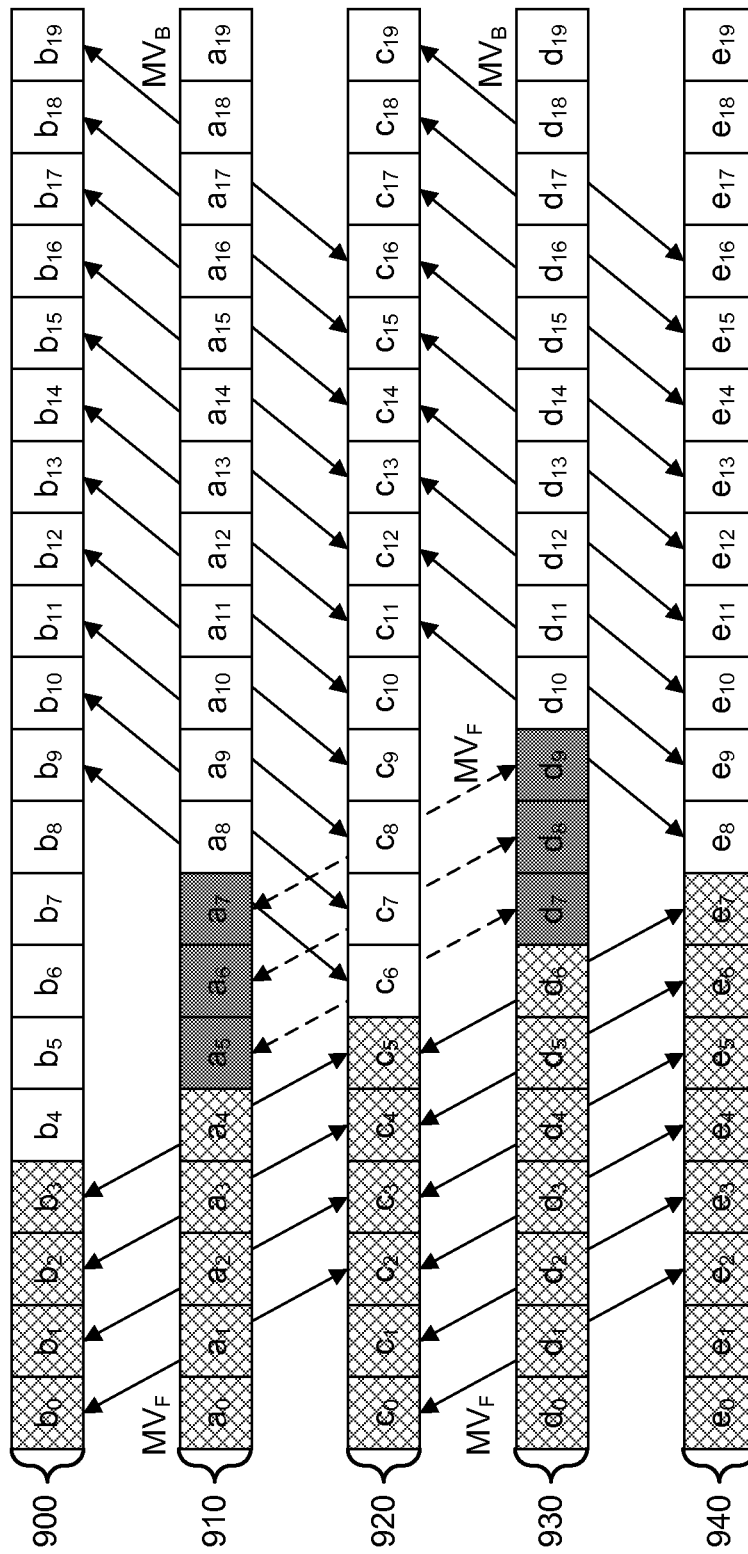 900 b0 b1 b2 b3 b4 b5 b6 b7 b8 b9 b10 b11 b12 b13 b14 b15 b16 b17 b18 b19
MVF MVB
910 a0 a1 a2 a3 a4 a5 a6 a7 a8 a9 a10 a11 a12 a13 a14 a15 a16 a17 a18 a19
920 c0 c1 c2 c3 c4 c5 c6 c7 c8 c9 c10 c11 c12 c13 c14 c15 c16 c17 c18 c19
MVF MVF MVB
930 d0 d1 d2 d3 d4 d5 d6 d7 d8 d9 d10 d11 d12 d13 d14 d15 d16 d17 d18 d19
940 e0 e1 e2 e3 e4 e5 e6 e7 e8 e9 e10 e11 e12 e13 e14 e15 e16 e17 e18 e19